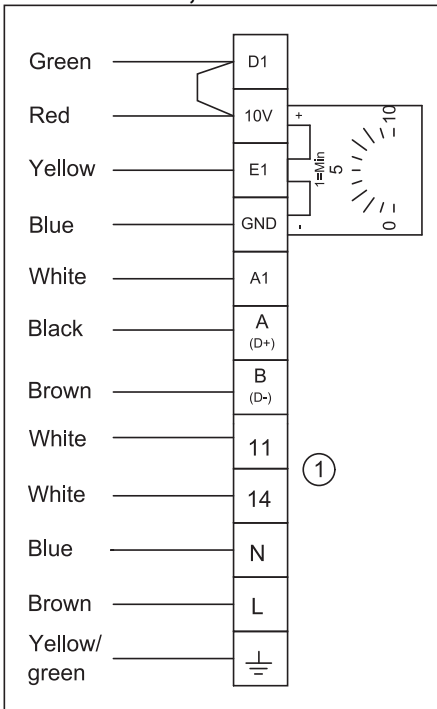 Green D1
Red 10V + 10
Yellow E1 1=Min 5
Blue GND - 0
White A1
Black A
(D+)
Brown B
(D-)
White 11
1
White 14
Blue N
Brown L
Yellow/
green